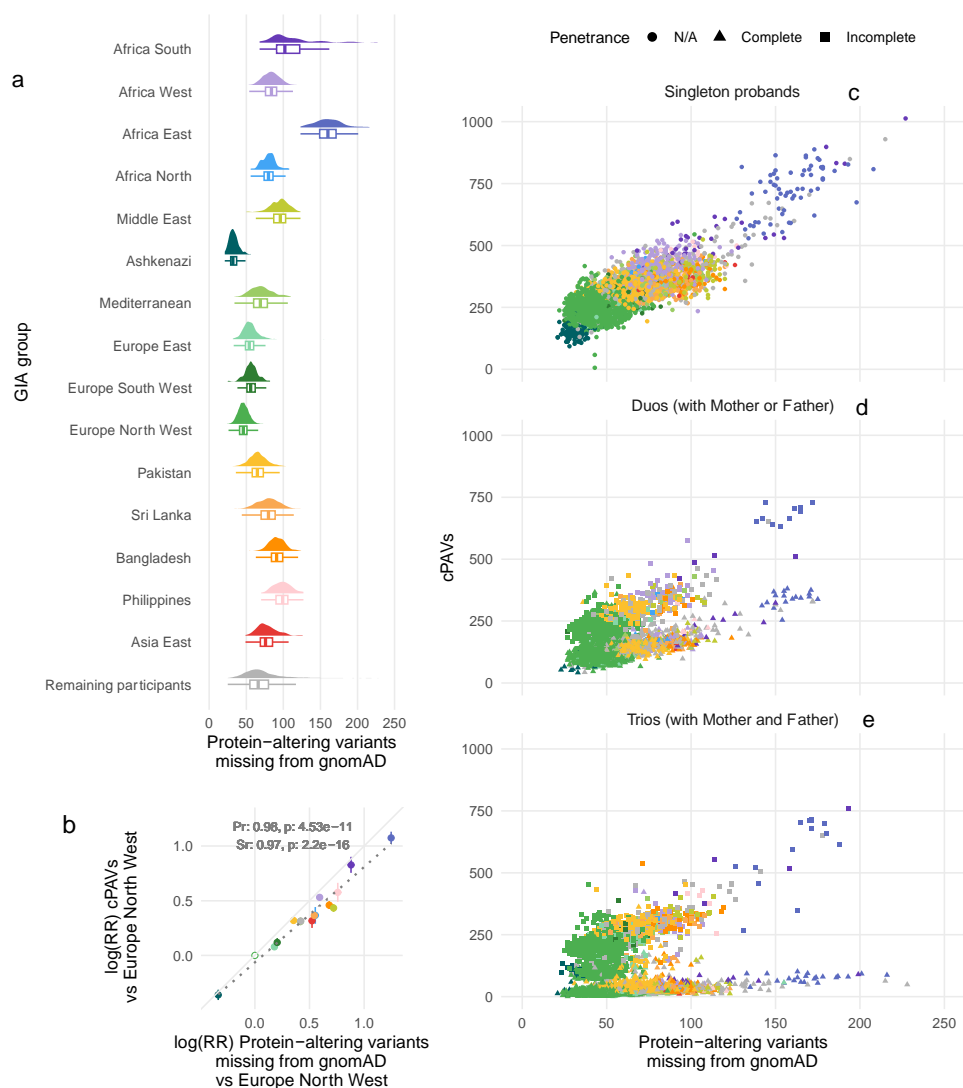 a
GIA group
Africa South
Africa West
Africa East
Africa North
Middle East
Ashkenazi
Mediterranean
Europe East
Europe South West
Europe North West
Pakistan
Sri Lanka
Bangladesh
Philippines
Asia East
Remaining participants
0 50 100 150 200 250
Protein−altering variants
missing from gnomAD
b
Pr: 0.98, p: 4.53e−11
Sr: 0.97, p: 2.2e−16
log(RR) cPAVs
vs Europe North West
1.0
0.5
0.0
0.0 0.5 1.0
log(RR) Protein−altering variants
missing from gnomAD
vs Europe North West
Penetrance N/A Complete Incomplete
Singleton probands c
1000
750
500
250
0
Duos (with Mother or Father) d
1000
750
500
250
0
cPAVs
Trios (with Mother and Father) e
1000
750
500
250
0
0 50 100 150 200 250
Protein−altering variants
missing from gnomAD